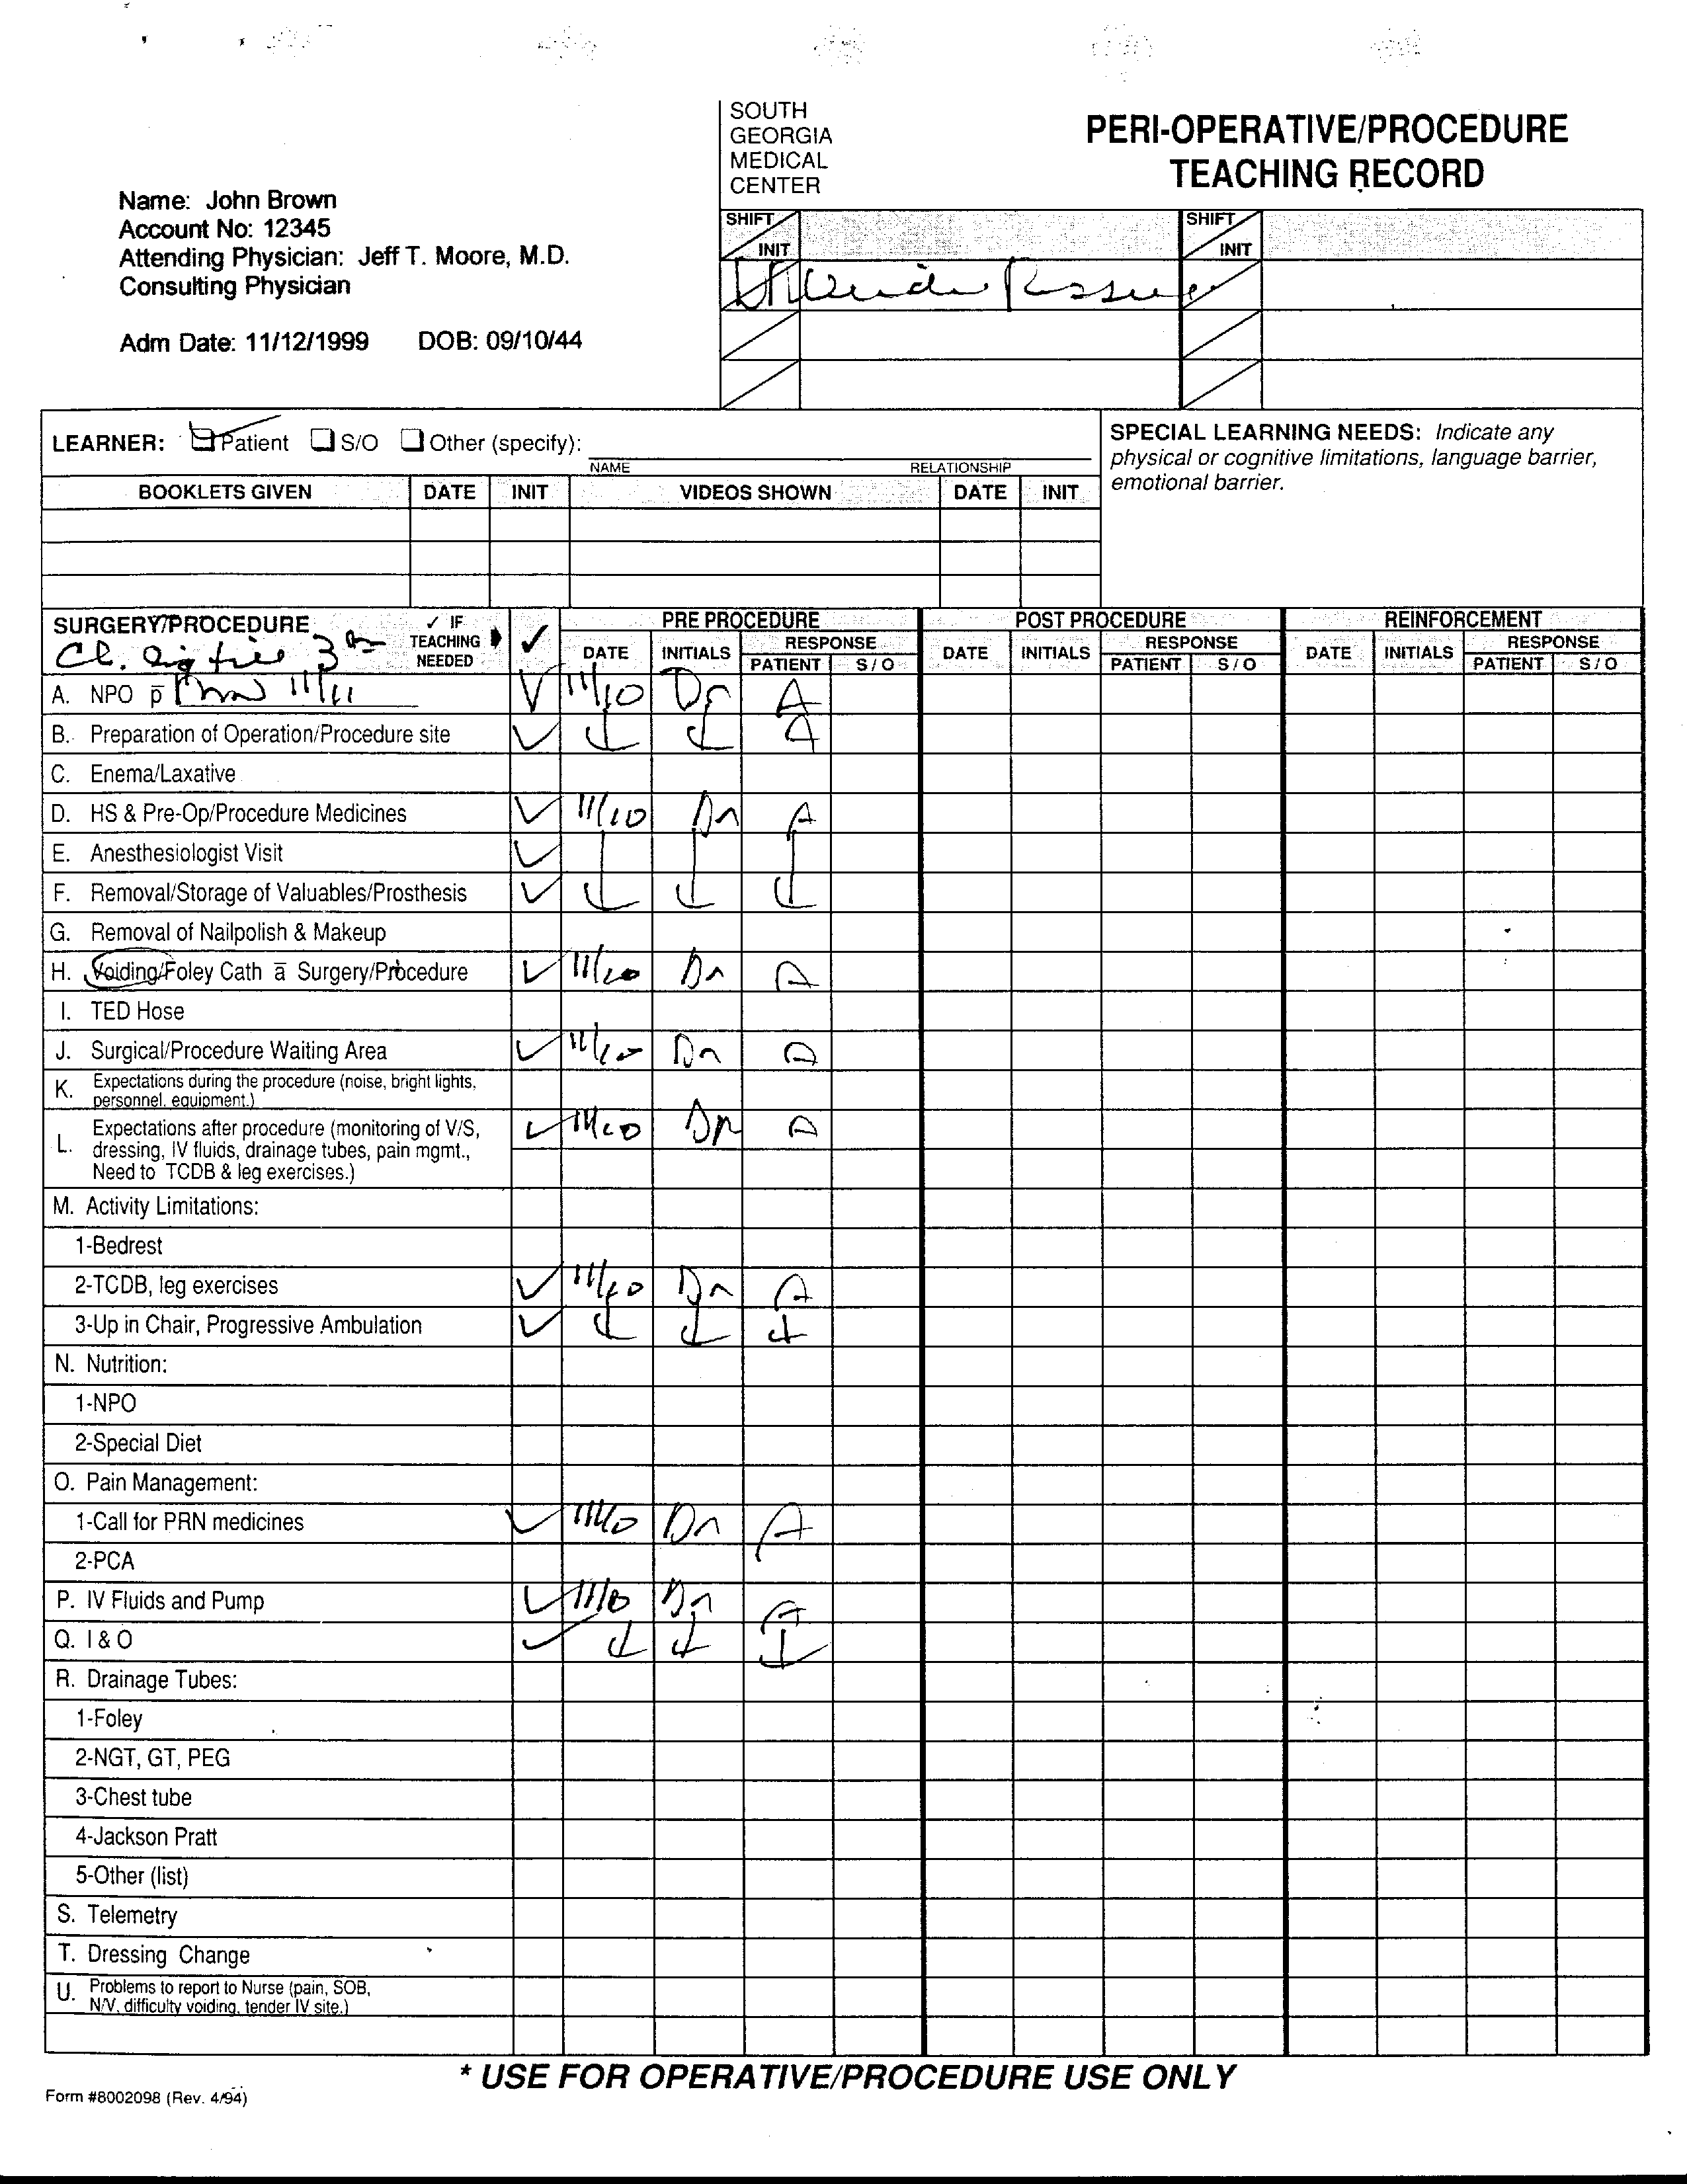 SOUTH
GEORGIA
MEDICAL
CENTER
PERI-OPERATIVE/PROCEDURE
TEACHING RECORD
Name: John Brown
Account No: 12345
Attending Physician: Jeff T. Moore, M.D.
Consulting Physician
Adm Date: 11/12/1999 DOB: 09/10/44
SHIFT INIT SHIFT INIT
LEARNER: Patient S/O Other (specify):
NAME RELATIONSHIP
SPECIAL LEARNING NEEDS: Indicate any
physical or cognitive limitations, language barrier,
emotional barrier.
BOOKLETS GIVEN DATE INIT VIDEOS SHOWN DATE INIT
SURGERY/PROCEDURE ✓ IF TEACHING NEEDED ✓ PRE PROCEDURE POST PROCEDURE REINFORCEMENT
DATE INITIALS RESPONSE DATE INITIALS RESPONSE DATE INITIALS RESPONSE
PATIENT S/O PATIENT S/O PATIENT S/O
A. NPO p̄ 11/11 ✓ 11/10 Dr A
B. Preparation of Operation/Procedure site ✓ ↓ ↓ A
C. Enema/Laxative
D. HS & Pre-Op/Procedure Medicines ✓ 11/10 Dr A
E. Anesthesiologist Visit ✓
F. Removal/Storage of Valuables/Prosthesis ✓ ↓ ↓ ↓
G. Removal of Nailpolish & Makeup
H. Voiding/Foley Cath ā Surgery/Procedure ✓ 11/10 Dr A
I. TED Hose
J. Surgical/Procedure Waiting Area ✓ 11/10 Dr A
K. Expectations during the procedure (noise, bright lights,
personnel, equipment.)
L. Expectations after procedure (monitoring of V/S, ✓ 11/10 Dr A
dressing, IV fluids, drainage tubes, pain mgmt.,
Need to TCDB & leg exercises.)
M. Activity Limitations:
1-Bedrest
2-TCDB, leg exercises ✓ 11/10 Dr A
3-Up in Chair, Progressive Ambulation ✓ ↓ ↓ ↓
N. Nutrition:
1-NPO
2-Special Diet
O. Pain Management:
1-Call for PRN medicines ✓ 11/10 Dr A
2-PCA
P. IV Fluids and Pump ✓ 11/10 Dr A
Q. I & O ✓ ↓ ↓ ↓
R. Drainage Tubes:
1-Foley
2-NGT, GT, PEG
3-Chest tube
4-Jackson Pratt
5-Other (list)
S. Telemetry
T. Dressing Change
U. Problems to report to Nurse (pain, SOB,
N/V, difficulty voiding, tender IV site.)
* USE FOR OPERATIVE/PROCEDURE USE ONLY
Form #8002098 (Rev. 4/94)